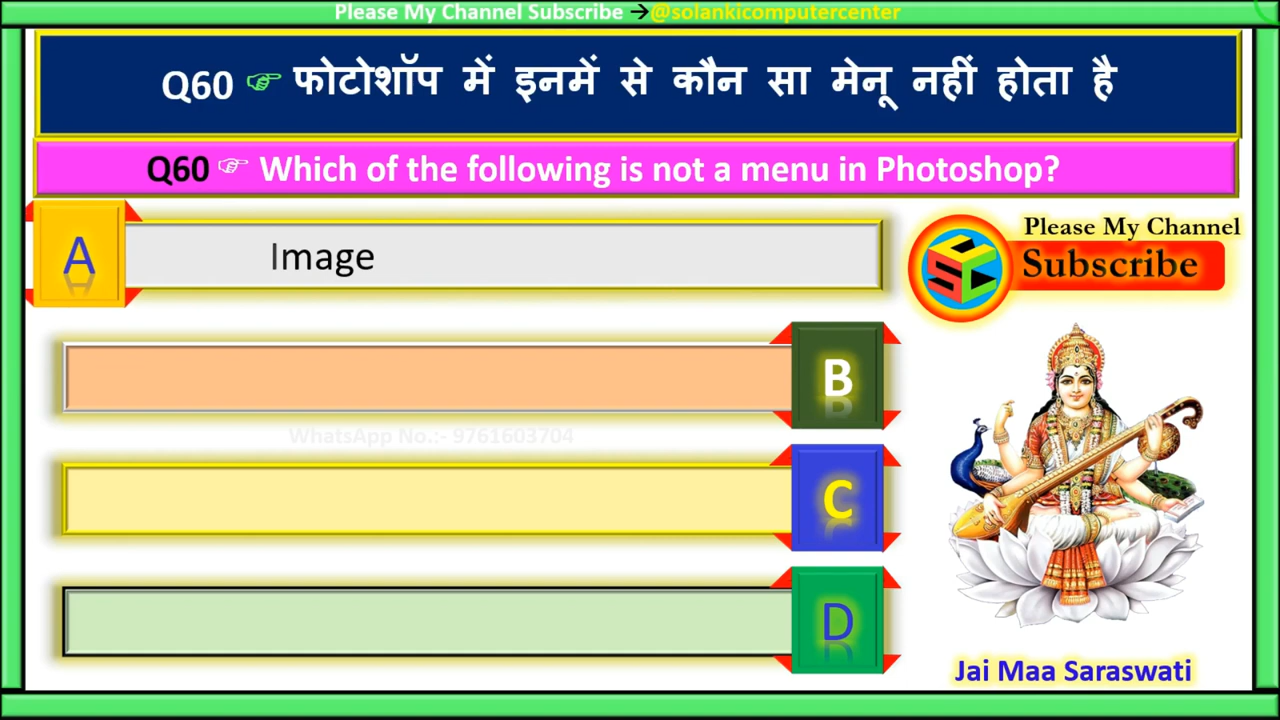 Please My Channel Subscribe →@solankicomputercenter
Q60 ☞ फोटोशॉप में इनमें से कौन सा मेनू नहीं होता है
Q60 ☞ Which of the following is not a menu in Photoshop?
A Image
Please My Channel
Subscribe
SCC
B
WhatsApp No.:- 9761603704
C
D
Jai Maa Saraswati